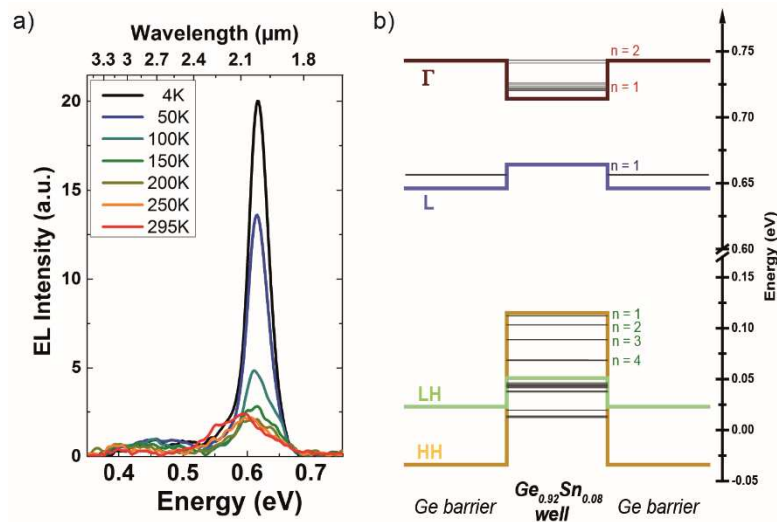 a)
Wavelength (µm)
3.3 3 2.7 2.4 2.1 1.8
20
15
10
5
0
EL Intensity (a.u.)
4K
50K
100K
150K
200K
250K
295K
0.4 0.5 0.6 0.7
Energy (eV)
b)
Γ
n = 2
n = 1
L
n = 1
LH
HH
n = 1
n = 2
n = 3
n = 4
0.75
0.70
0.65
0.60
0.15
0.10
0.05
0.00
-0.05
Energy (eV)
Ge barrier
Ge0.92Sn0.08
well
Ge barrier